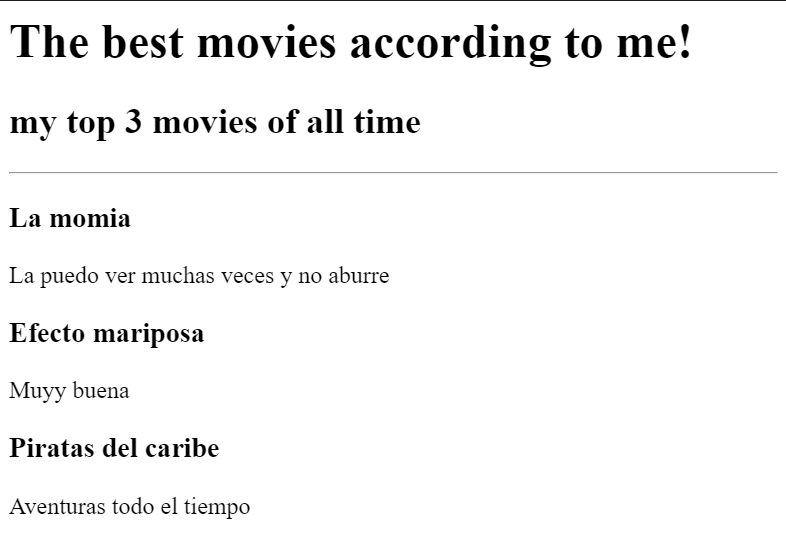 The best movies according to me!
my top 3 movies of all time
La momia
La puedo ver muchas veces y no aburre
Efecto mariposa
Muyy buena
Piratas del caribe
Aventuras todo el tiempo